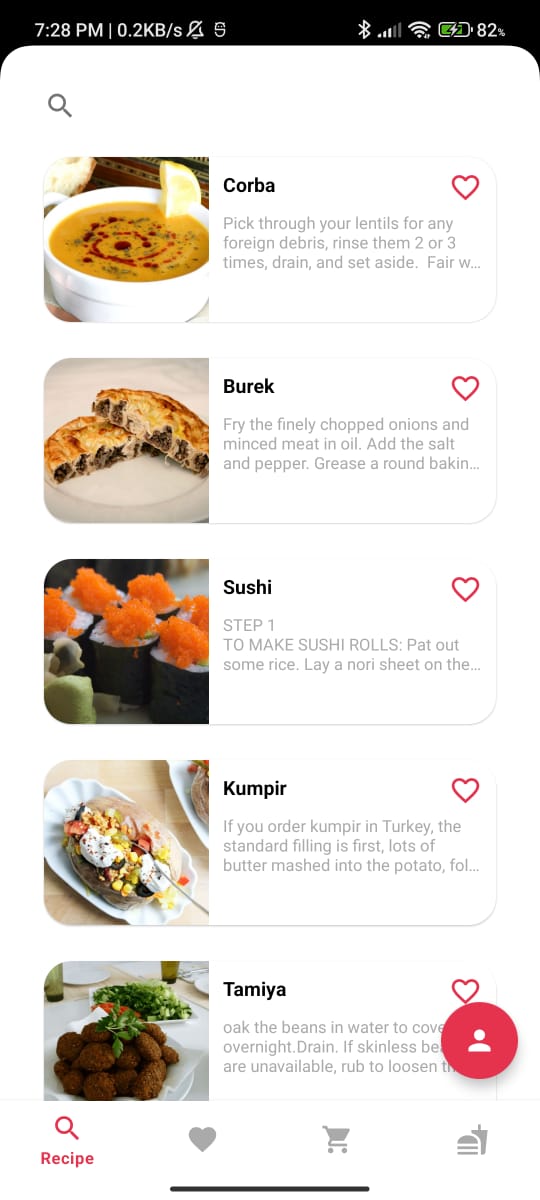 7:28 PM | 0.2KB/s
82%
Corba
Pick through your lentils for any
foreign debris, rinse them 2 or 3
times, drain, and set aside.  Fair w...
Burek
Fry the finely chopped onions and
minced meat in oil. Add the salt
and pepper. Grease a round bakin...
Sushi
STEP 1
TO MAKE SUSHI ROLLS: Pat out
some rice. Lay a nori sheet on the...
Kumpir
If you order kumpir in Turkey, the
standard filling is first, lots of
butter mashed into the potato, fol...
Tamiya
oak the beans in water to cove
overnight.Drain. If skinless be
are unavailable, rub to loosen
Recipe